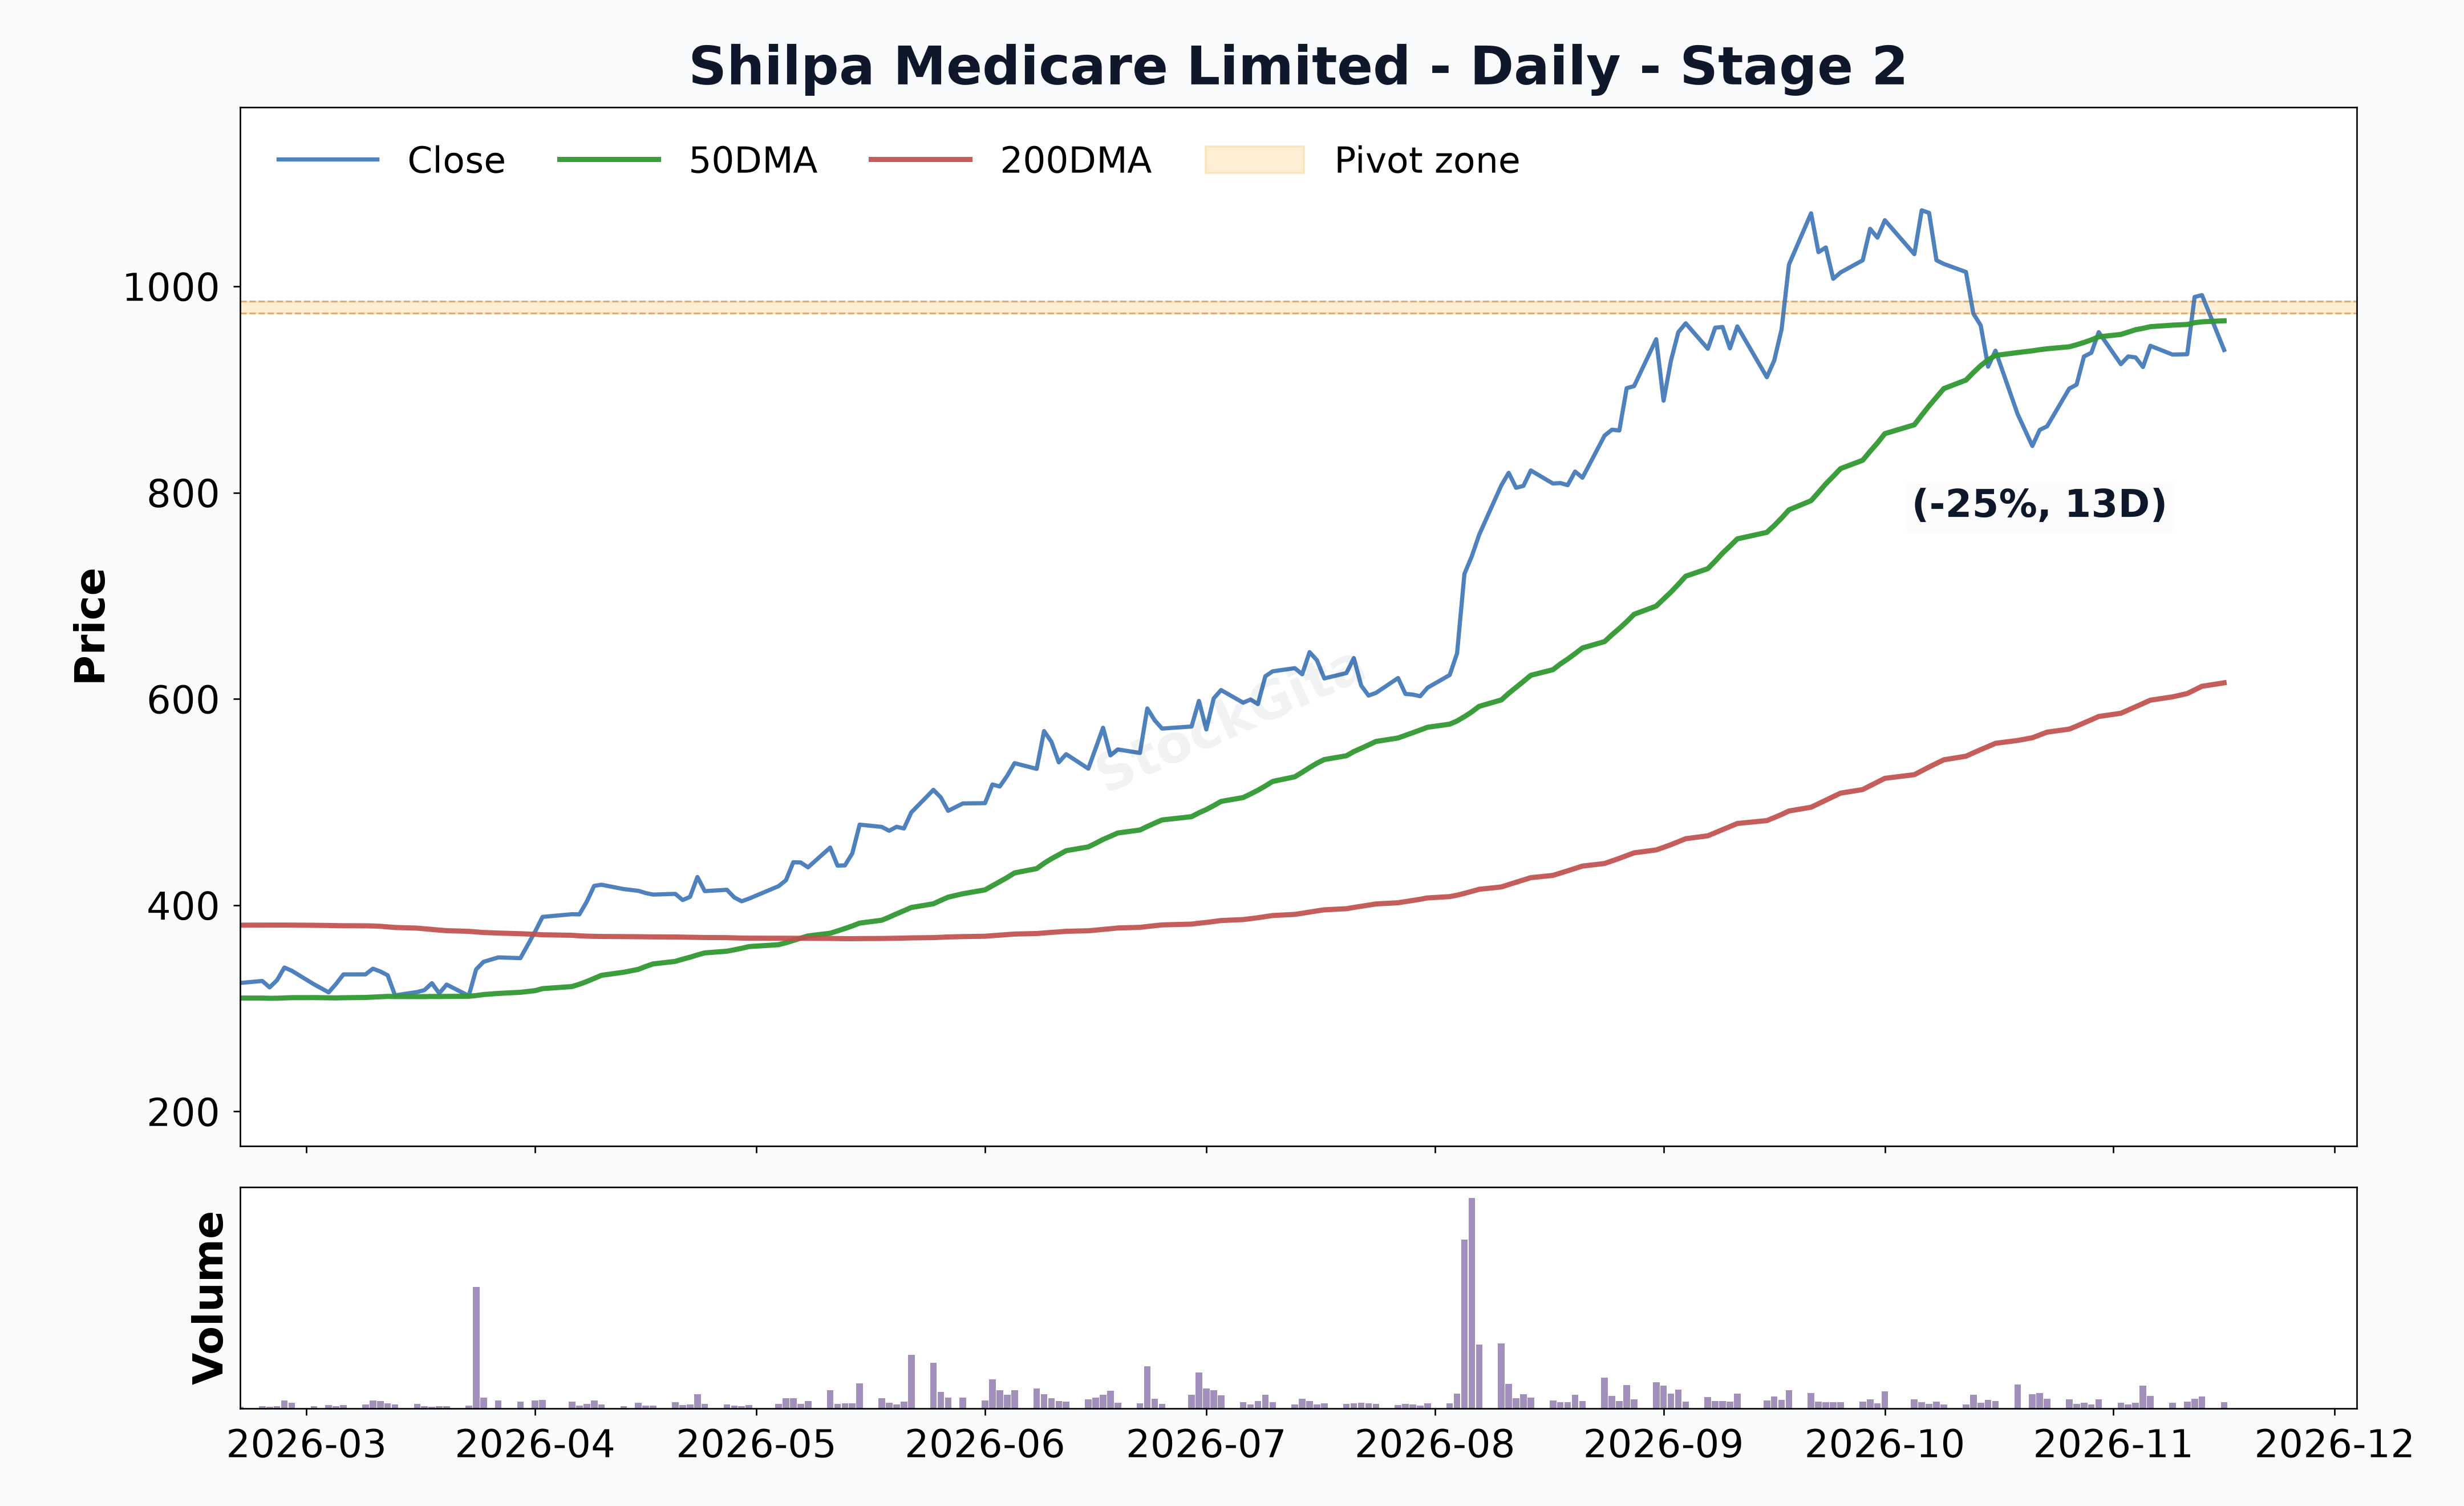 Shilpa Medicare Limited - Daily - Stage 2
Close 50DMA 200DMA Pivot zone
1000
800
600
400
200
Price
(-25%, 13D)
StockGita
Volume
2026-03 2026-04 2026-05 2026-06 2026-07 2026-08 2026-09 2026-10 2026-11 2026-12